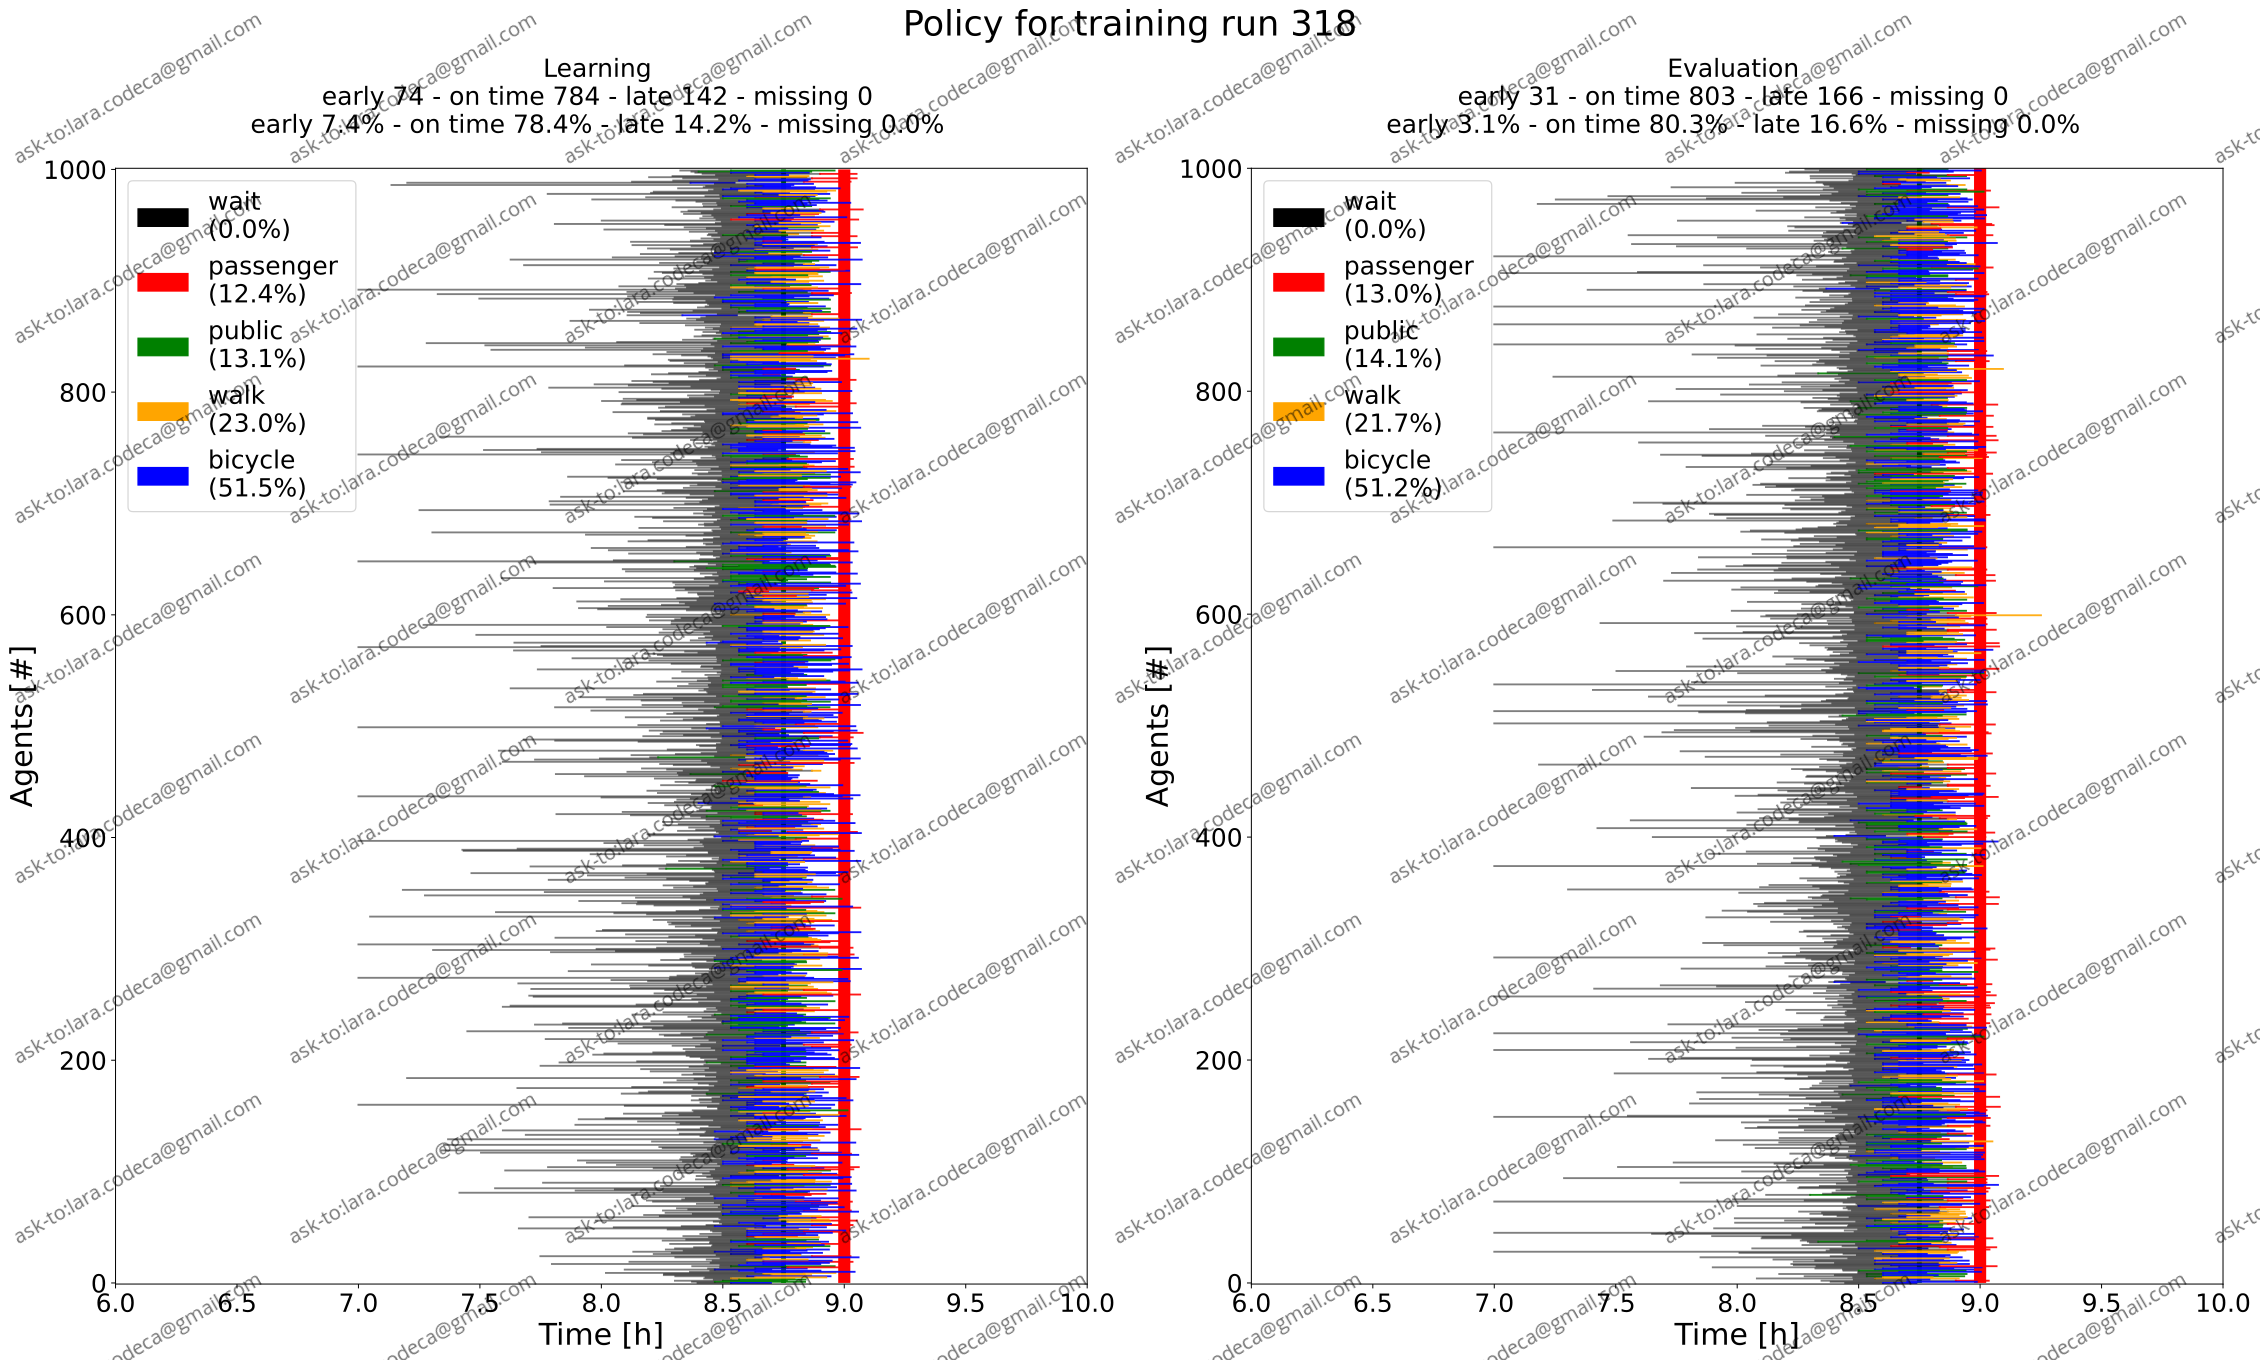 Policy for training run 318
Learning
early 74 - on time 784 - late 142 - missing 0
early 7.4% - on time 78.4% - late 14.2% - missing 0.0%
1000
800
600
400
200
0
Agents [#]
wait
(0.0%)
passenger
(12.4%)
public
(13.1%)
walk
(23.0%)
bicycle
(51.5%)
6.0 6.5 7.0 7.5 8.0 8.5 9.0 9.5 10.0
Time [h]
Evaluation
early 31 - on time 803 - late 166 - missing 0
early 3.1% - on time 80.3% - late 16.6% - missing 0.0%
1000
800
600
400
200
0
Agents [#]
wait
(0.0%)
passenger
(13.0%)
public
(14.1%)
walk
(21.7%)
bicycle
(51.2%)
6.0 6.5 7.0 7.5 8.0 8.5 9.0 9.5 10.0
Time [h]
ask-to:lara.codeca@gmail.com